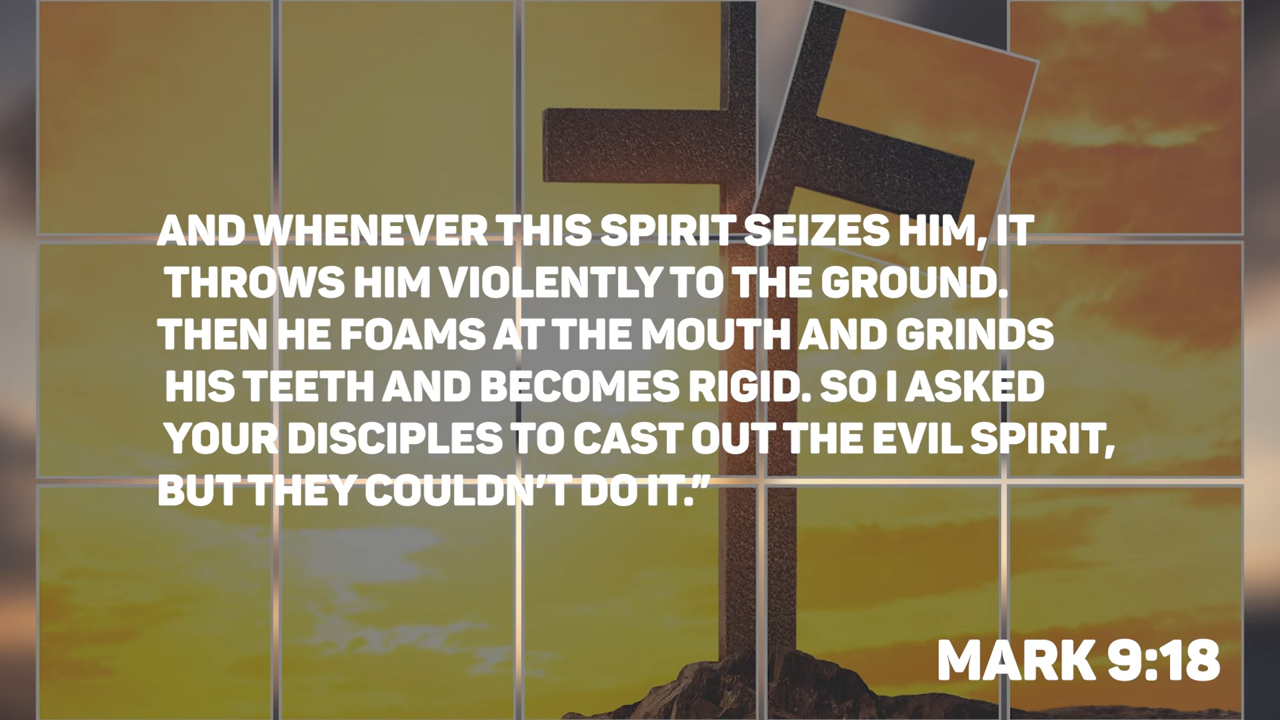 AND WHENEVER THIS SPIRIT SEIZES HIM, IT
THROWS HIM VIOLENTLY TO THE GROUND.
THEN HE FOAMS AT THE MOUTH AND GRINDS
HIS TEETH AND BECOMES RIGID. SO I ASKED
YOUR DISCIPLES TO CAST OUT THE EVIL SPIRIT,
BUT THEY COULDN’T DO IT.”
MARK 9:18